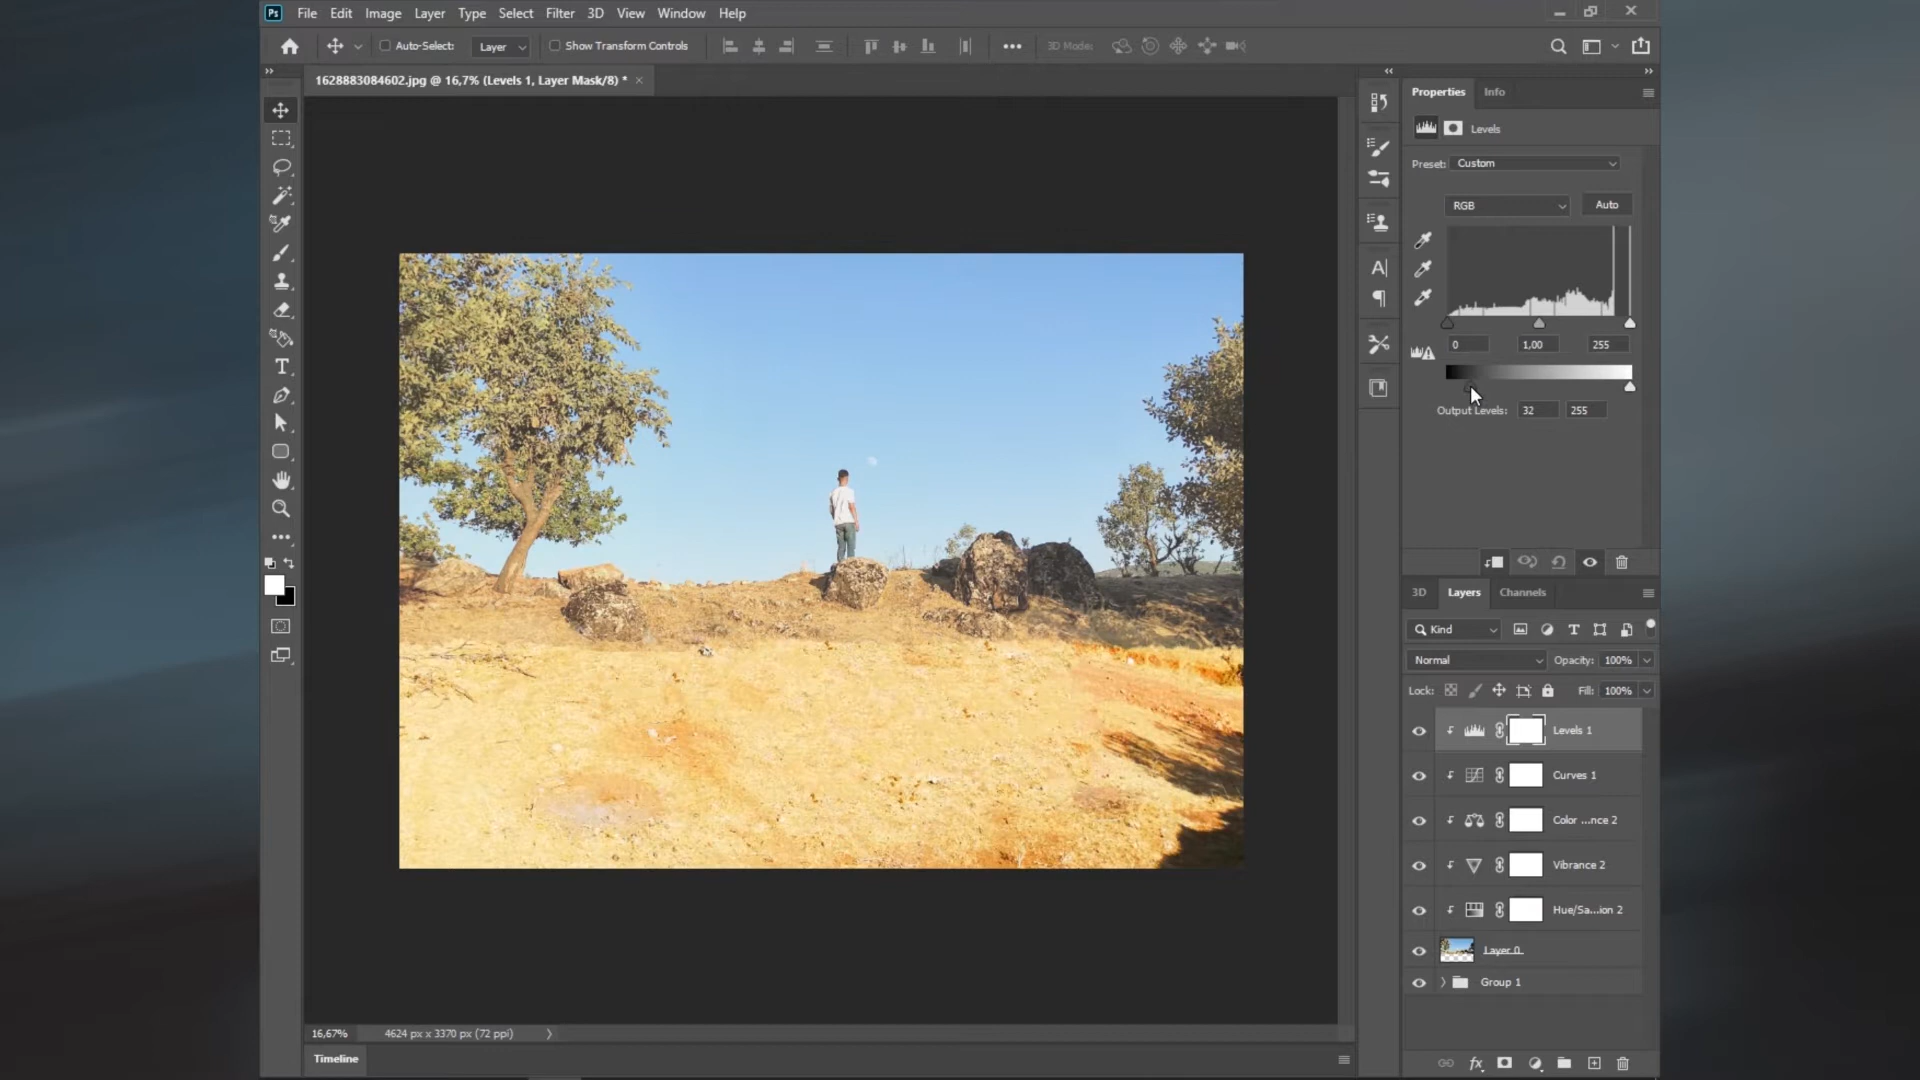 Ps File Edit Image Layer Type Select Filter 3D View Window Help
Auto-Select: Layer Show Transform Controls 3D Mode:
1628883084602.jpg @ 16,7% (Levels 1, Layer Mask/8) * ×
Properties Info
Levels
Preset: Custom
RGB Auto
0 1,00 255
Output Levels: 32 255
3D Layers Channels
Kind
Normal Opacity: 100%
Lock: Fill: 100%
Levels 1
Curves 1
Color ...nce 2
Vibrance 2
Hue/Sa...ion 2
Layer 0
Group 1
fx
16,67% 4624 px x 3370 px (72 ppi)
Timeline